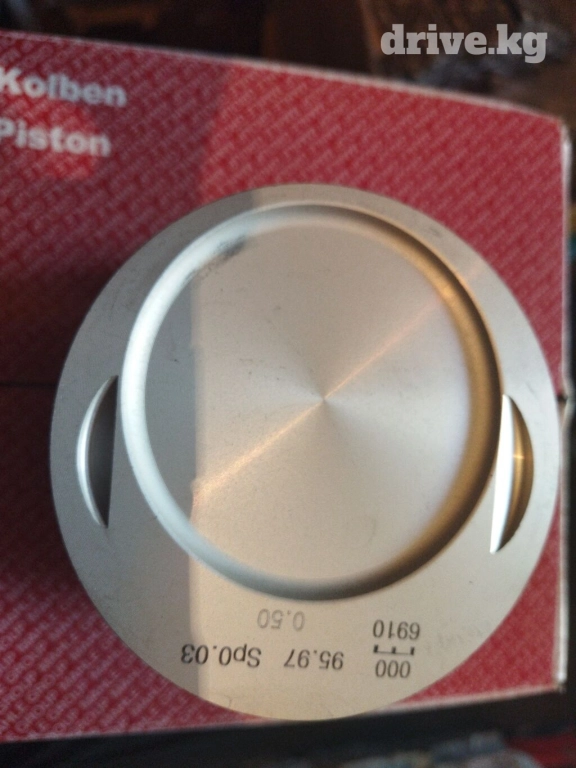 drive.kg
Kolben
Piston
000 95.97 Sp0.03
6910 0.50